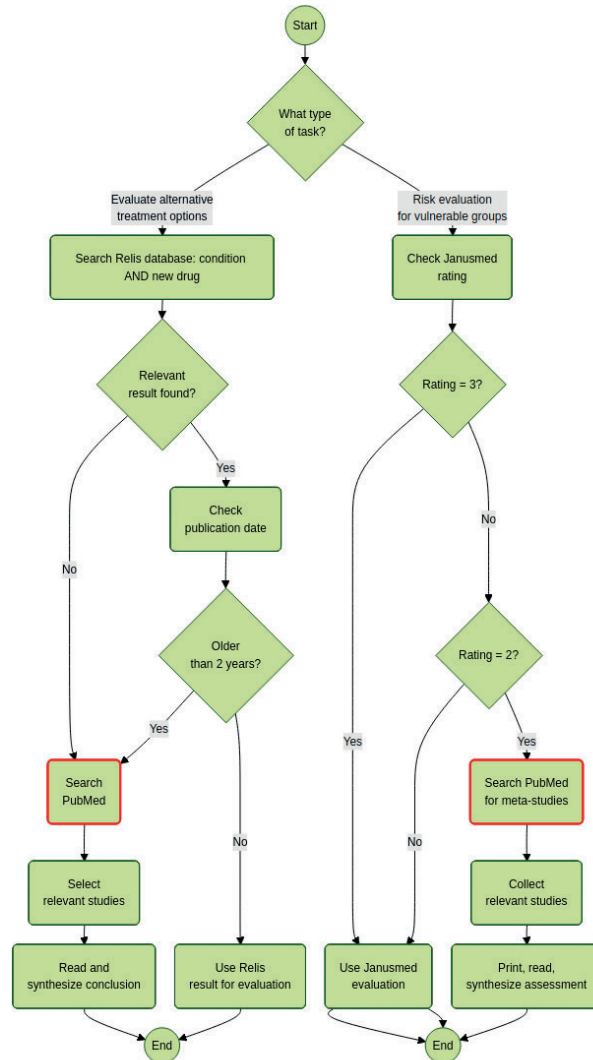 Start
What type
of task?
Evaluate alternative
treatment options
Risk evaluation
for vulnerable groups
Search Relis database: condition
AND new drug
Check Janusmed
rating
Relevant
result found?
Rating = 3?
Yes
Check
publication date
No
No
Older
than 2 years?
Rating = 2?
Yes
Yes
Yes
Search
PubMed
Search PubMed
for meta-studies
No
No
Select
relevant studies
Collect
relevant studies
Read and
synthesize conclusion
Use Relis
result for evaluation
Use Janusmed
evaluation
Print, read,
synthesize assessment
End
End